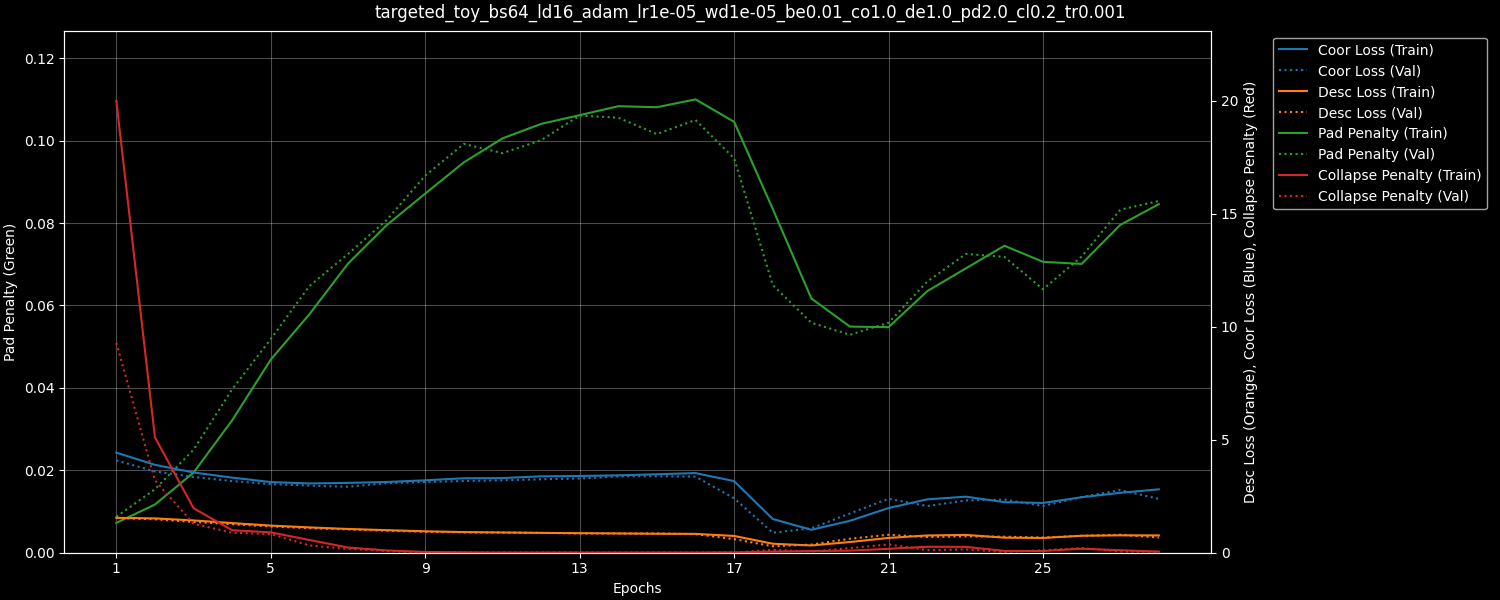 targeted_toy_bs64_ld16_adam_lr1e-05_wd1e-05_be0.01_co1.0_de1.0_pd2.0_cl0.2_tr0.001
Pad Penalty (Green)
0.12
0.10
0.08
0.06
0.04
0.02
0.00
1
5
9
13
17
21
25
Epochs
20
15
10
5
0
Desc Loss (Orange), Coor Loss (Blue), Collapse Penalty (Red)
Coor Loss (Train)
Coor Loss (Val)
Desc Loss (Train)
Desc Loss (Val)
Pad Penalty (Train)
Pad Penalty (Val)
Collapse Penalty (Train)
Collapse Penalty (Val)